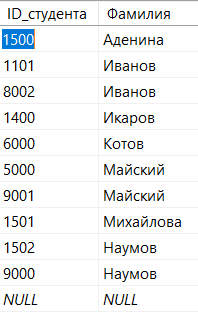 ID_студента Фамилия
1500 Аденина
1101 Иванов
8002 Иванов
1400 Икаров
6000 Котов
5000 Майский
9001 Майский
1501 Михайлова
1502 Наумов
9000 Наумов
NULL NULL